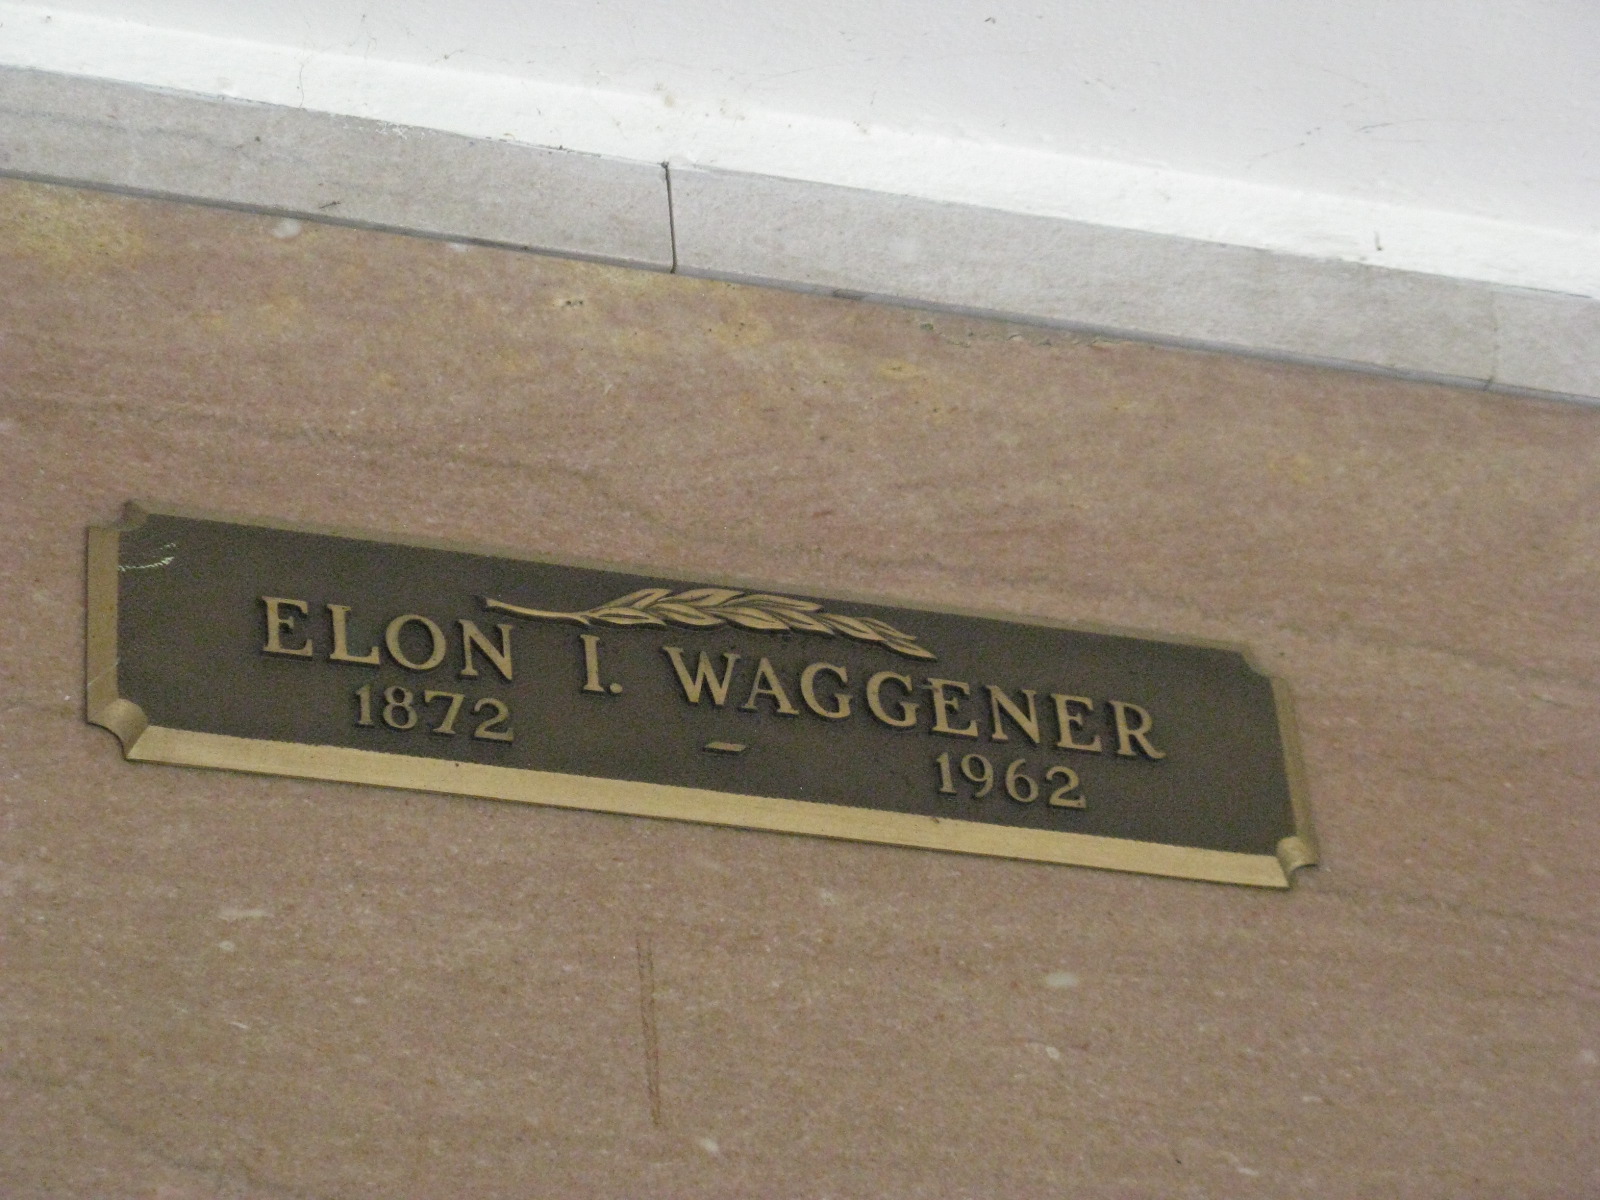 ELON I. WAGGENER
1872 - 1962